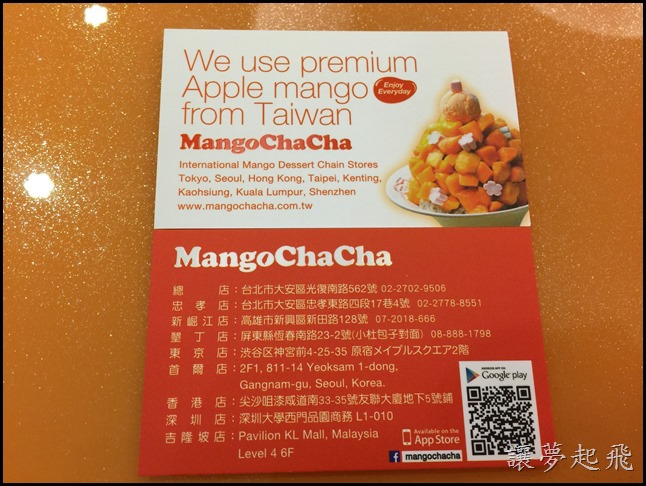 We use premium
Apple mango
from Taiwan
Enjoy
Everyday
MangoChaCha
International Mango Dessert Chain Stores
Tokyo, Seoul, Hong Kong, Taipei, Kenting,
Kaohsiung, Kuala Lumpur, Shenzhen
www.mangochacha.com.tw
MangoChaCha
總店：台北市大安區光復南路562號 02-2702-9506
忠孝店：台北市大安區忠孝東路四段17巷4號 02-2778-8551
新崛江店：高雄市新興區新田路128號 07-2018-666
墾丁店：屏東縣恆春南路23-2號(小杜包子對面) 08-888-1798
東京店：渋谷区神宮前4-25-35 原宿メイプルスクエア2階
首爾店：2F1, 811-14 Yeoksam 1-dong.
Gangnam-gu, Seoul, Korea.
香港店：尖沙咀漆咸道南33-35號友聯大廈地下5號鋪
深圳店：深圳大學西門品園商務 L1-010
吉隆坡店：Pavilion KL Mall, Malaysia
Level 4 6F
ANDROID APP ON
Google play
Available on the
App Store
f mangochacha
讓夢起飛